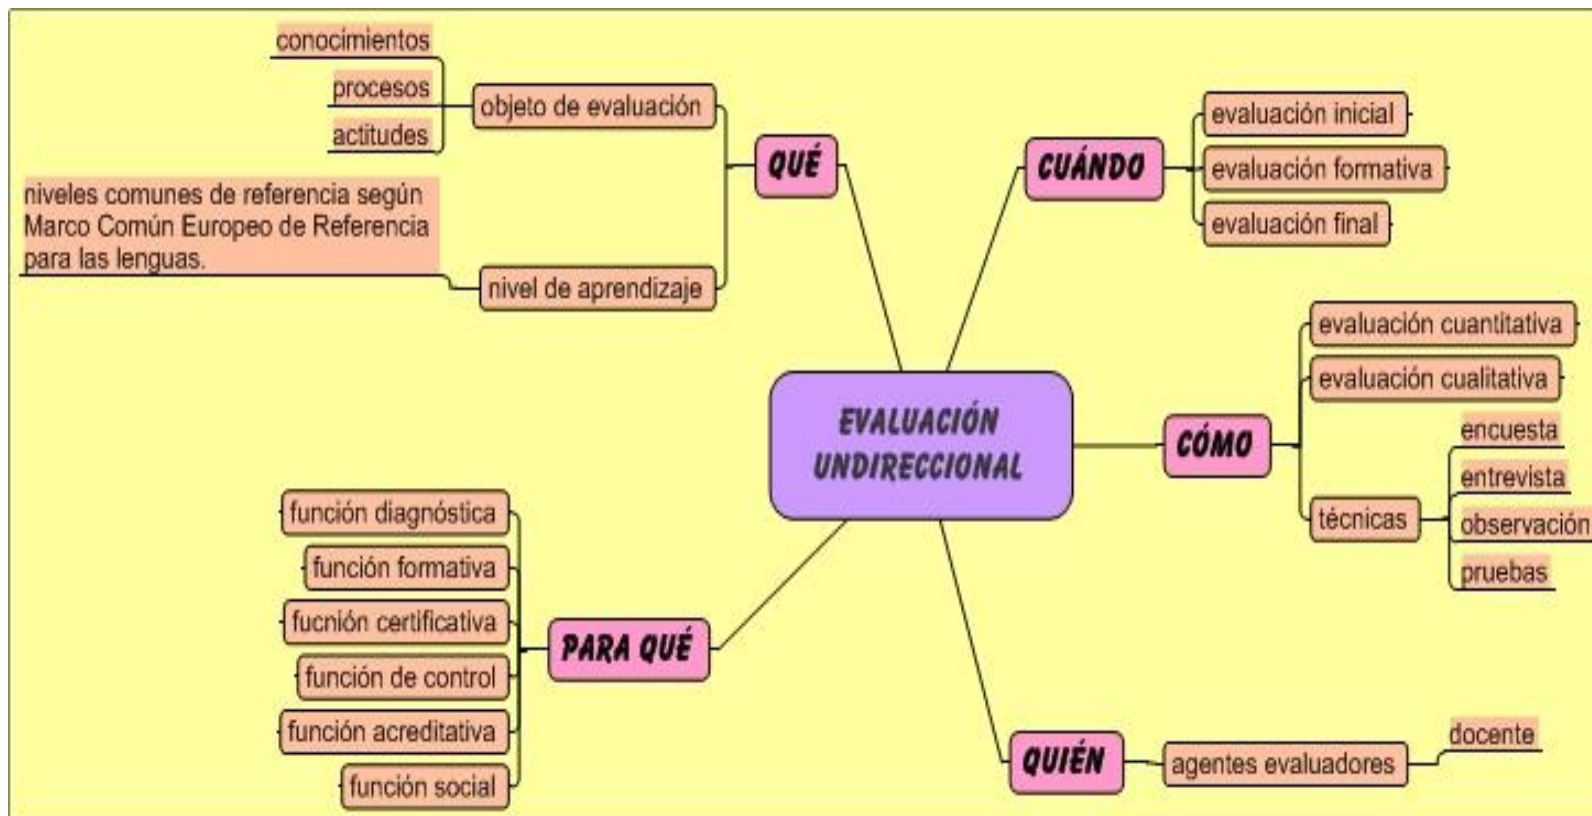 conocimientos
procesos
actitudes
objeto de evaluación
niveles comunes de referencia según
Marco Común Europeo de Referencia
para las lenguas.
nivel de aprendizaje
QUÉ
CUÁNDO
evaluación inicial
evaluación formativa
evaluación final
EVALUACIÓN
UNDIRECCIONAL
CÓMO
evaluación cuantitativa
evaluación cualitativa
técnicas
encuesta
entrevista
observación
pruebas
función diagnóstica
función formativa
fucnión certificativa
función de control
función acreditativa
función social
PARA QUÉ
QUIÉN
agentes evaluadores
docente